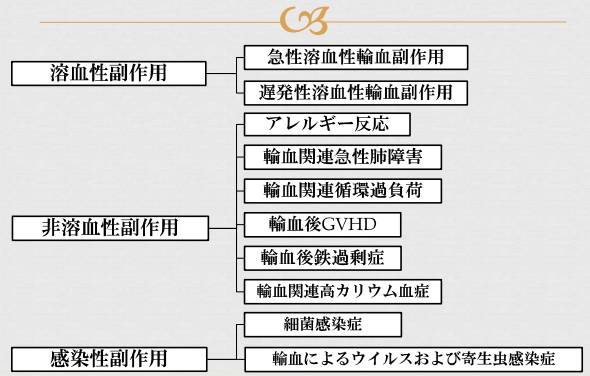 溶血性副作用
急性溶血性輸血副作用
遅発性溶血性輸血副作用
非溶血性副作用
アレルギー反応
輸血関連急性肺障害
輸血関連循環過負荷
輸血後GVHD
輸血後鉄過剰症
輸血関連高カリウム血症
感染性副作用
細菌感染症
輸血によるウイルスおよび寄生虫感染症